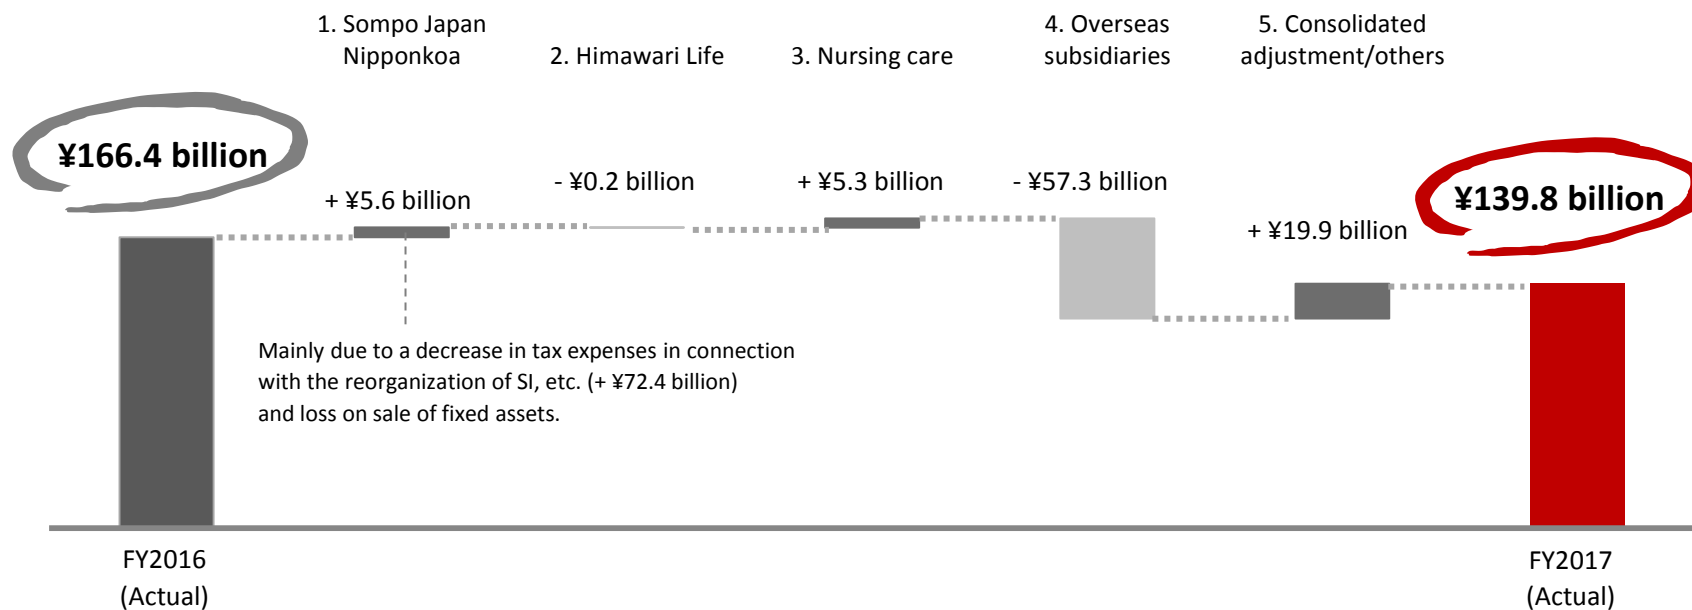 1. Sompo Japan
Nipponkoa
2. Himawari Life
3. Nursing care
4. Overseas
subsidiaries
5. Consolidated
adjustment/others
¥166.4 billion
+ ¥5.6 billion
- ¥0.2 billion
+ ¥5.3 billion
- ¥57.3 billion
+ ¥19.9 billion
¥139.8 billion
Mainly due to a decrease in tax expenses in connection
with the reorganization of SI, etc. (+ ¥72.4 billion)
and loss on sale of fixed assets.
FY2016
(Actual)
FY2017
(Actual)